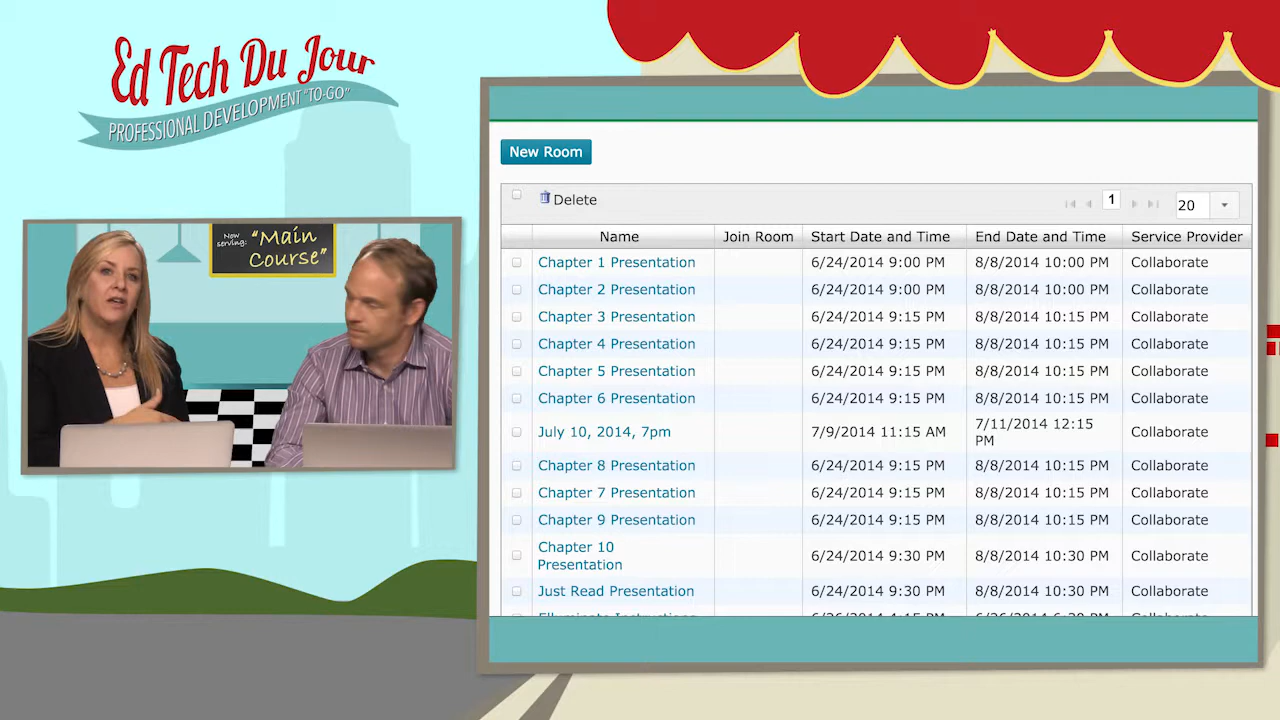 Ed Tech Du Jour
PROFESSIONAL DEVELOPMENT "TO-GO"
Now serving: "Main Course"
New Room
Delete
1
20
Name Join Room Start Date and Time End Date and Time Service Provider
Chapter 1 Presentation 6/24/2014 9:00 PM 8/8/2014 10:00 PM Collaborate
Chapter 2 Presentation 6/24/2014 9:00 PM 8/8/2014 10:00 PM Collaborate
Chapter 3 Presentation 6/24/2014 9:15 PM 8/8/2014 10:15 PM Collaborate
Chapter 4 Presentation 6/24/2014 9:15 PM 8/8/2014 10:15 PM Collaborate
Chapter 5 Presentation 6/24/2014 9:15 PM 8/8/2014 10:15 PM Collaborate
Chapter 6 Presentation 6/24/2014 9:15 PM 8/8/2014 10:15 PM Collaborate
July 10, 2014, 7pm 7/9/2014 11:15 AM 7/11/2014 12:15 PM Collaborate
Chapter 8 Presentation 6/24/2014 9:15 PM 8/8/2014 10:15 PM Collaborate
Chapter 7 Presentation 6/24/2014 9:15 PM 8/8/2014 10:15 PM Collaborate
Chapter 9 Presentation 6/24/2014 9:15 PM 8/8/2014 10:15 PM Collaborate
Chapter 10 Presentation 6/24/2014 9:30 PM 8/8/2014 10:30 PM Collaborate
Just Read Presentation 6/24/2014 9:30 PM 8/8/2014 10:30 PM Collaborate